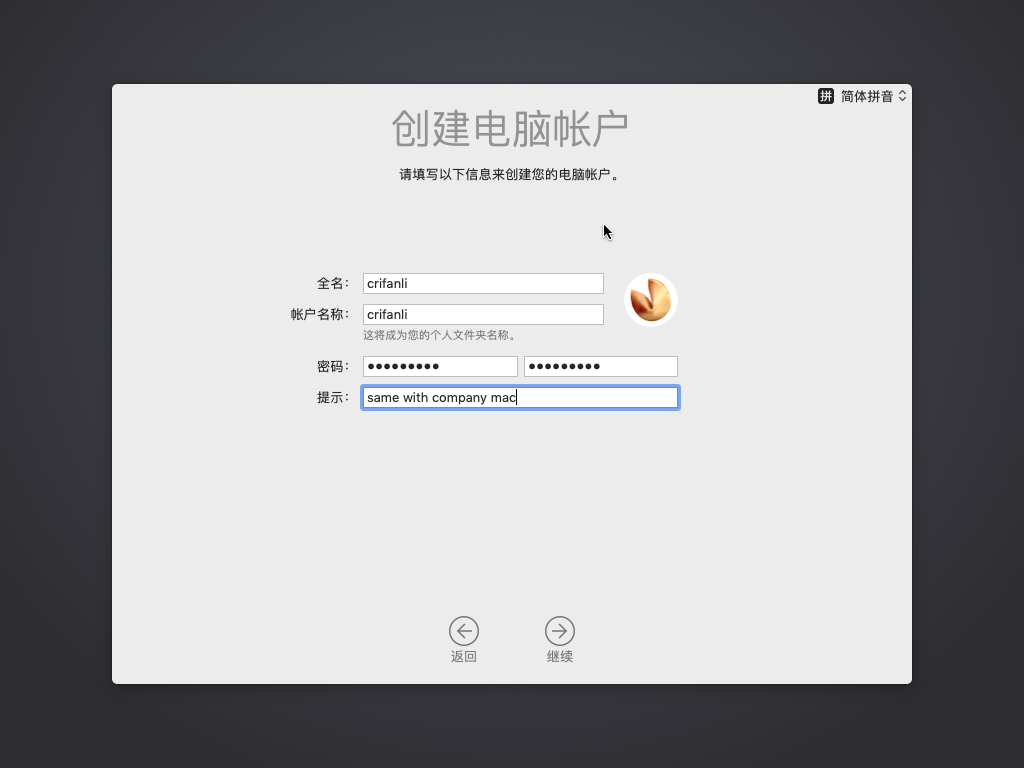 拼 简体拼音
创建电脑帐户
请填写以下信息来创建您的电脑帐户。
全名： crifanli
帐户名称： crifanli
这将成为您的个人文件夹名称。
密码： ●●●●●●●●● ●●●●●●●●●
提示： same with company mac
返回 继续